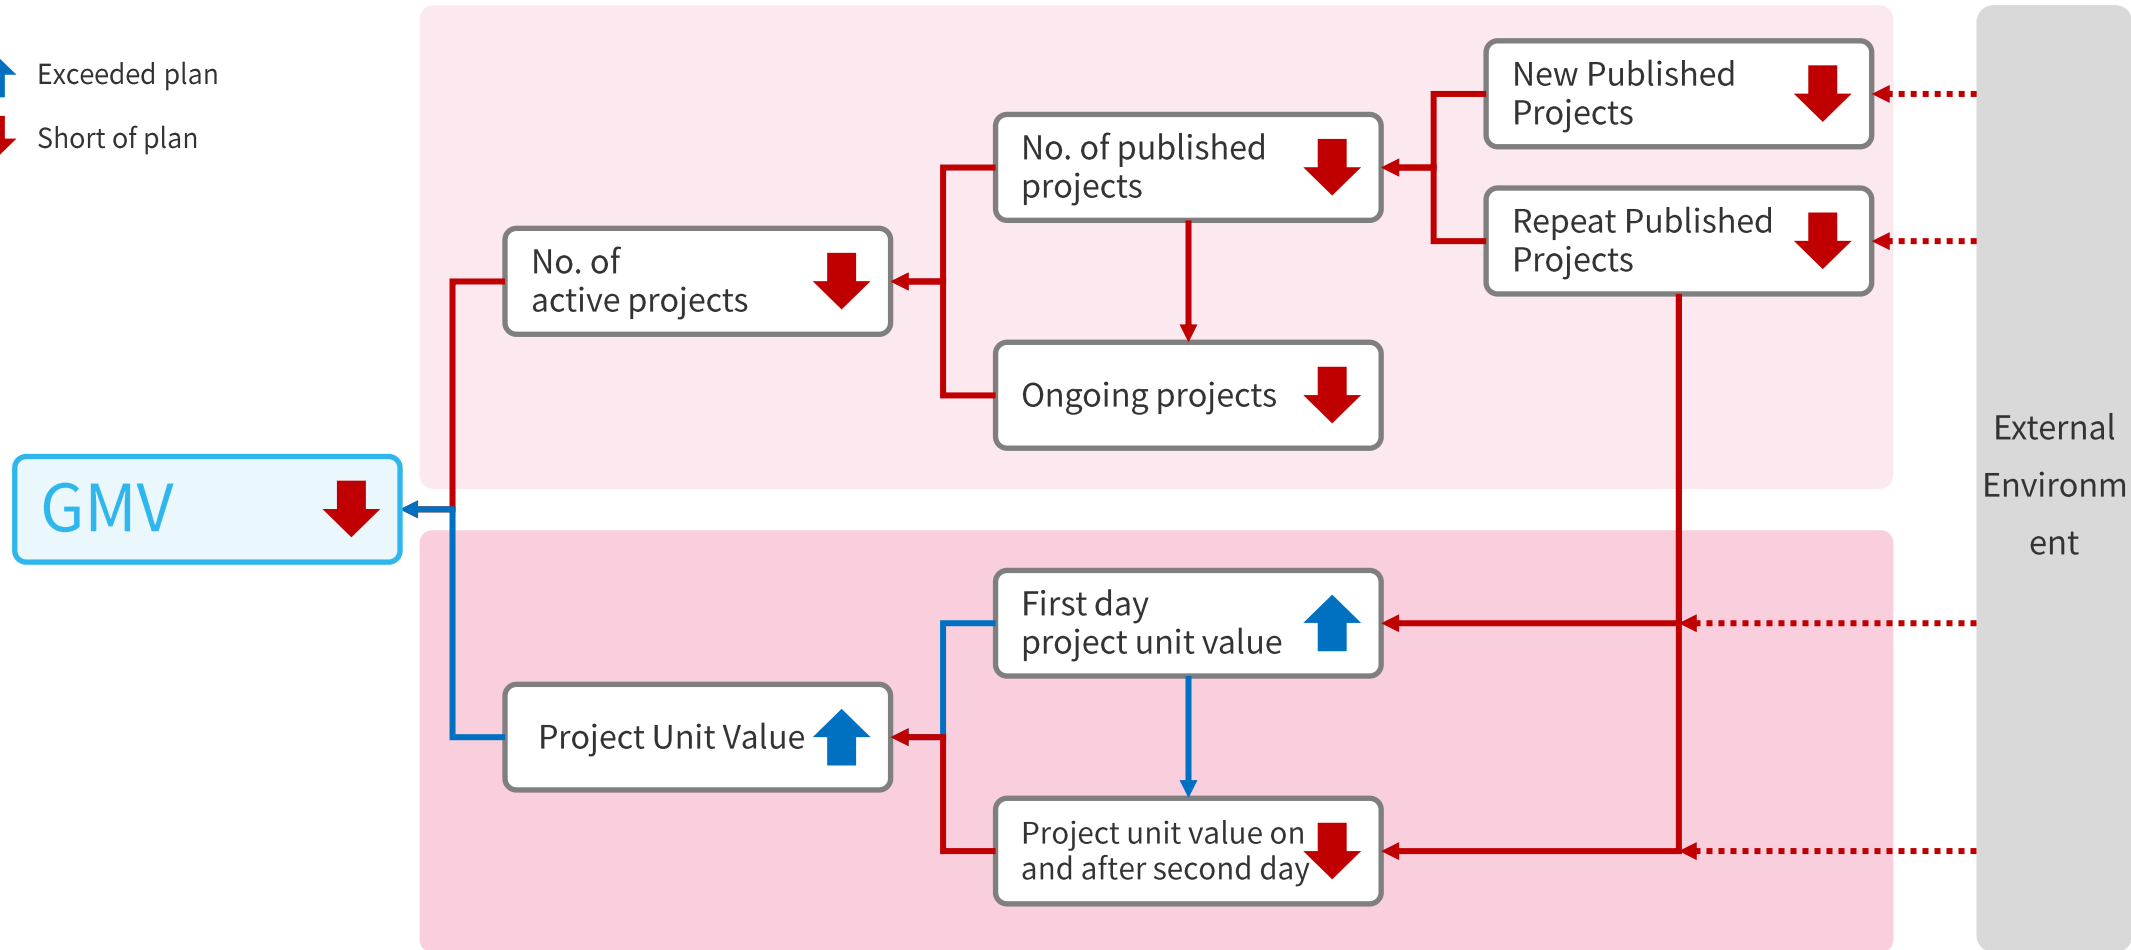 Exceeded plan
Short of plan
New Published
Projects
No. of published
projects
Repeat Published
Projects
No. of
active projects
Ongoing projects
GMV
External
Environm
ent
First day
project unit value
Project Unit Value
Project unit value on
and after second day